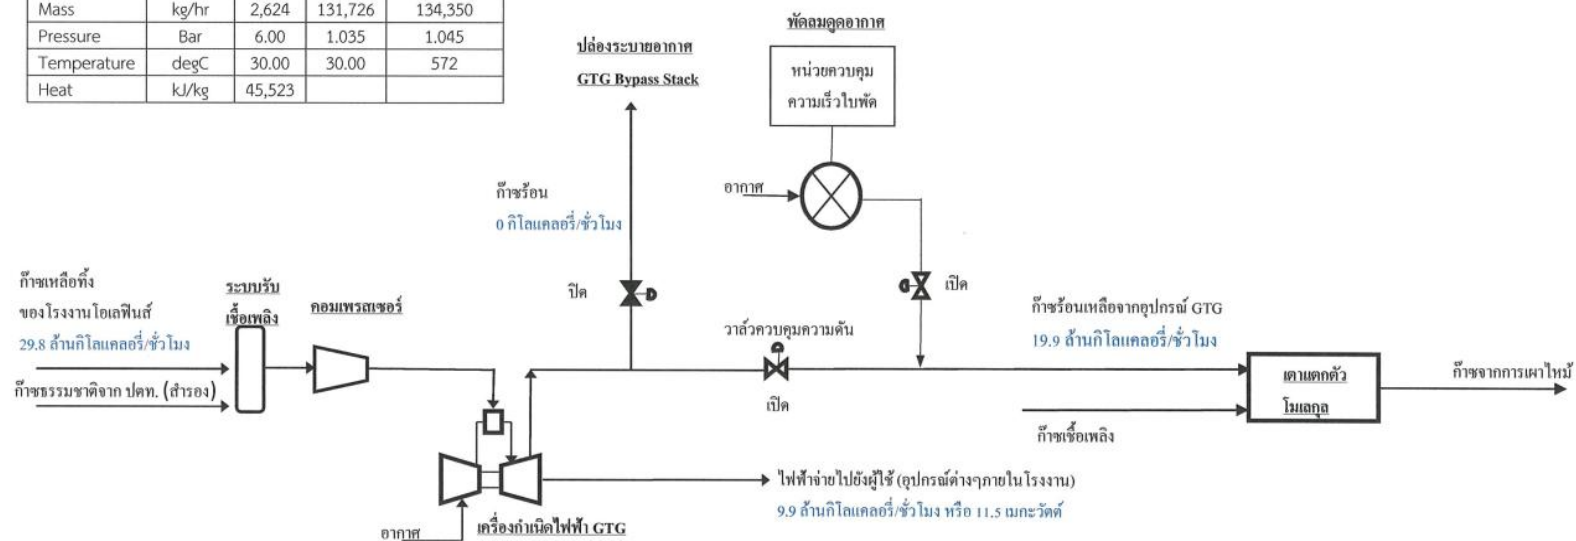 Mass kg/hr 2,624 131,726 134,350
Pressure Bar 6.00 1.035 1.045
Temperature degC 30.00 30.00 572
Heat kJ/kg 45,523
พัดลมดูดอากาศ
หน่วยควบคุม
ความเร็วใบพัด
ปล่องระบายอากาศ
GTG Bypass Stack
อากาศ
ก๊าซร้อน
0 กิโลแคลอรี่/ชั่วโมง
ปิด
เปิด
ก๊าซเหลือทิ้ง
ของโรงงานโอเลฟินส์
29.8 ล้านกิโลแคลอรี่/ชั่วโมง
ก๊าซธรรมชาติจาก ปตท. (สำรอง)
ระบบรับ
เชื้อเพลิง
คอมเพรสเซอร์
วาล์วควบคุมความดัน
เปิด
ก๊าซร้อนเหลือจากอุปกรณ์ GTG
19.9 ล้านกิโลแคลอรี่/ชั่วโมง
ก๊าซเชื้อเพลิง
เตาแตกตัว
โมเลกุล
ก๊าซจากการเผาไหม้
ไฟฟ้าจ่ายไปยังผู้ใช้ (อุปกรณ์ต่างๆภายในโรงงาน)
9.9 ล้านกิโลแคลอรี่/ชั่วโมง หรือ 11.5 เมกะวัตต์
อากาศ
เครื่องกำเนิดไฟฟ้า GTG